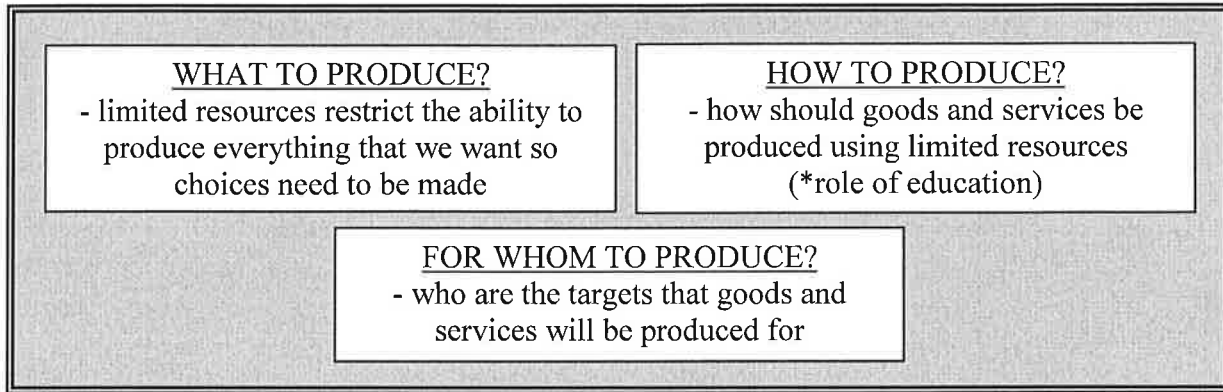 WHAT TO PRODUCE?
- limited resources restrict the ability to
produce everything that we want so
choices need to be made
HOW TO PRODUCE?
- how should goods and services be
produced using limited resources
(*role of education)
FOR WHOM TO PRODUCE?
- who are the targets that goods and
services will be produced for